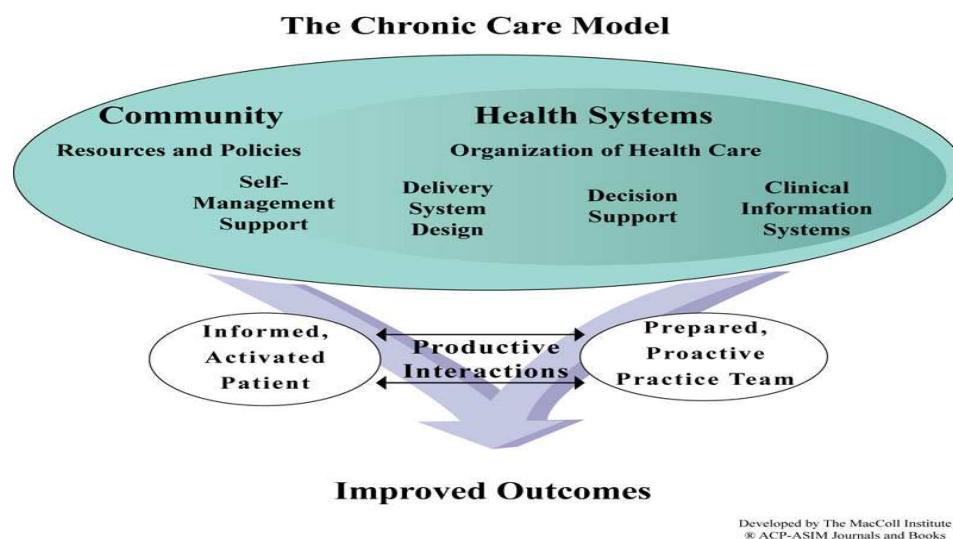 The Chronic Care Model
Community
Health Systems
Resources and Policies
Organization of Health Care
Self-
Management
Support
Delivery
System
Design
Decision
Support
Clinical
Information
Systems
Informed,
Activated
Patient
Productive
Interactions
Prepared,
Proactive
Practice Team
Improved Outcomes
Developed by The MacColl Institute
® ACP-ASIM Journals and Books